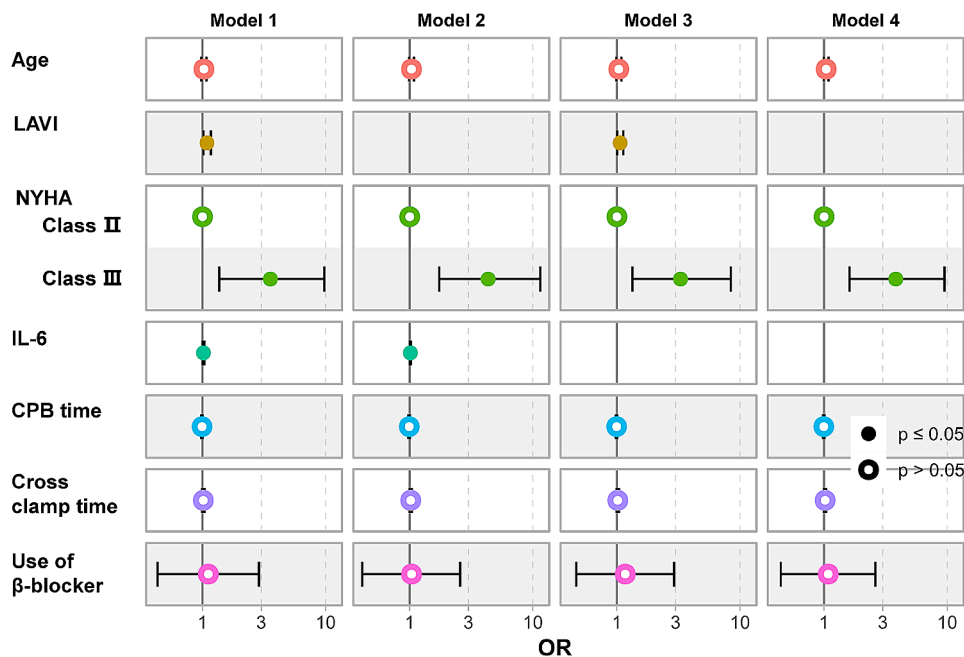 Model 1 Model 2 Model 3 Model 4
Age
LAVI
NYHA
Class Ⅱ
Class Ⅲ
IL-6
CPB time
p ≤ 0.05
p > 0.05
Cross
clamp time
Use of
β-blocker
1 3 10 1 3 10 1 3 10 1 3 10
OR